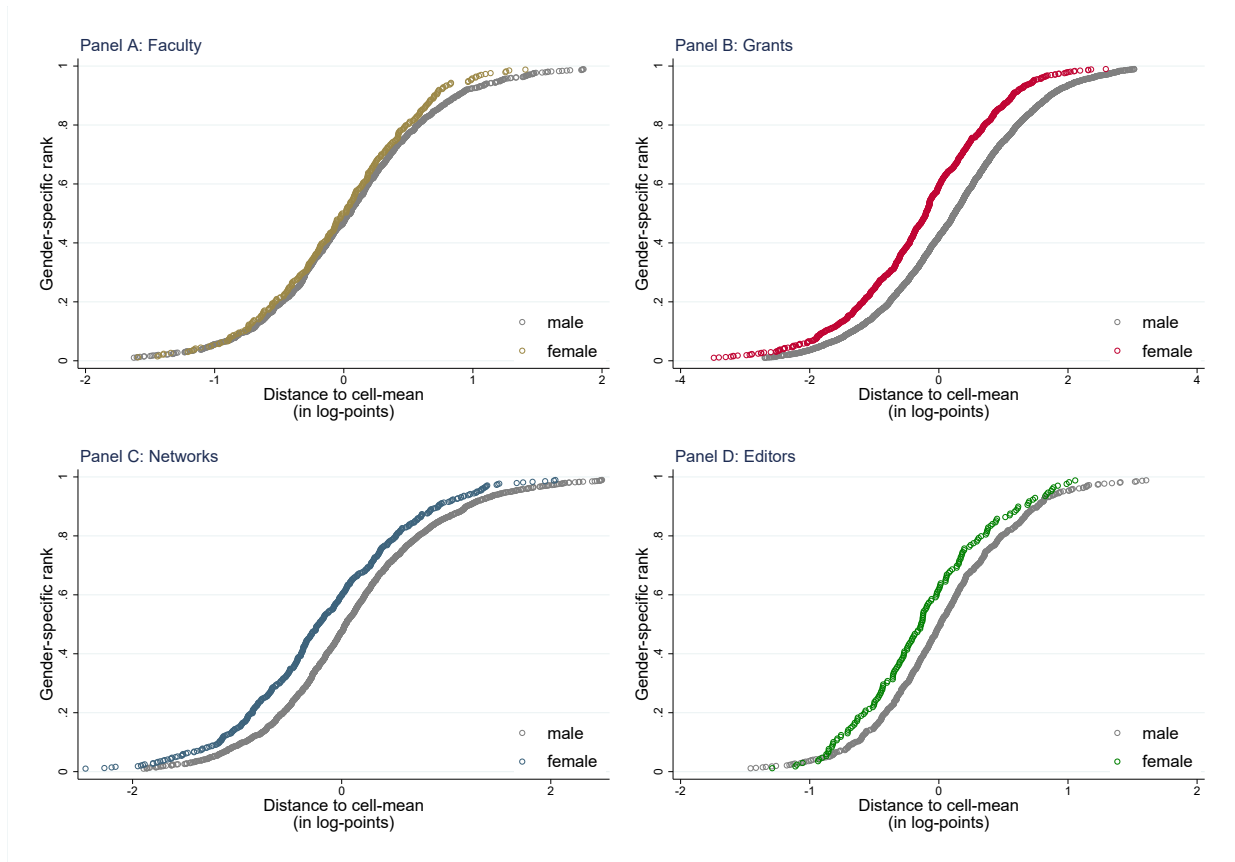 Panel A: Faculty
Gender-specific rank
1
.8
.6
.4
.2
0
male
female
-2
-1
0
1
2
Distance to cell-mean
(in log-points)
Panel B: Grants
Gender-specific rank
1
.8
.6
.4
.2
0
male
female
-4
-2
0
2
4
Distance to cell-mean
(in log-points)
Panel C: Networks
Gender-specific rank
1
.8
.6
.4
.2
0
male
female
-2
0
2
Distance to cell-mean
(in log-points)
Panel D: Editors
Gender-specific rank
1
.8
.6
.4
.2
0
male
female
-2
-1
0
1
2
Distance to cell-mean
(in log-points)